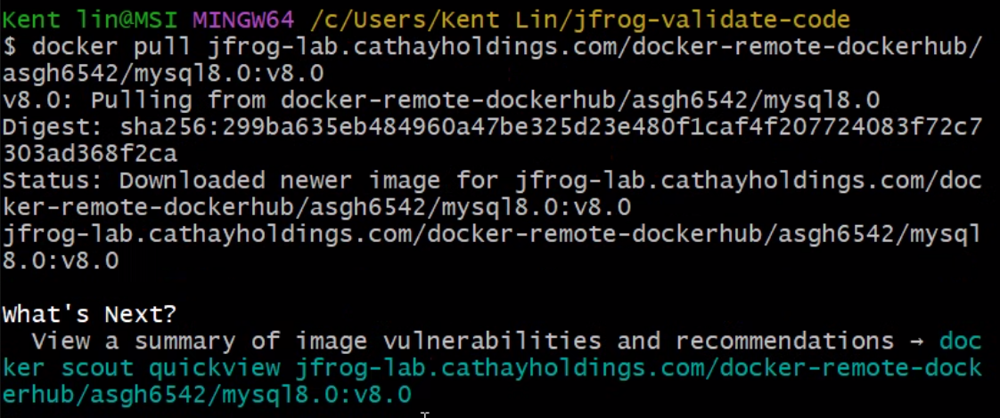 Kent lin@MSI MINGW64 /c/Users/Kent Lin/jfrog-validate-code
$ docker pull jfrog-lab.cathayholdings.com/docker-remote-dockerhub/
asgh6542/mysql8.0:v8.0
v8.0: Pulling from docker-remote-dockerhub/asgh6542/mysql8.0
Digest: sha256:299ba635eb484960a47be325d23e480f1caf4f207724083f72c7
303ad368f2ca
Status: Downloaded newer image for jfrog-lab.cathayholdings.com/doc
ker-remote-dockerhub/asgh6542/mysql8.0:v8.0
jfrog-lab.cathayholdings.com/docker-remote-dockerhub/asgh6542/mysql
8.0:v8.0
What's Next?
View a summary of image vulnerabilities and recommendations → doc
ker scout quickview jfrog-lab.cathayholdings.com/docker-remote-dock
erhub/asgh6542/mysql8.0:v8.0